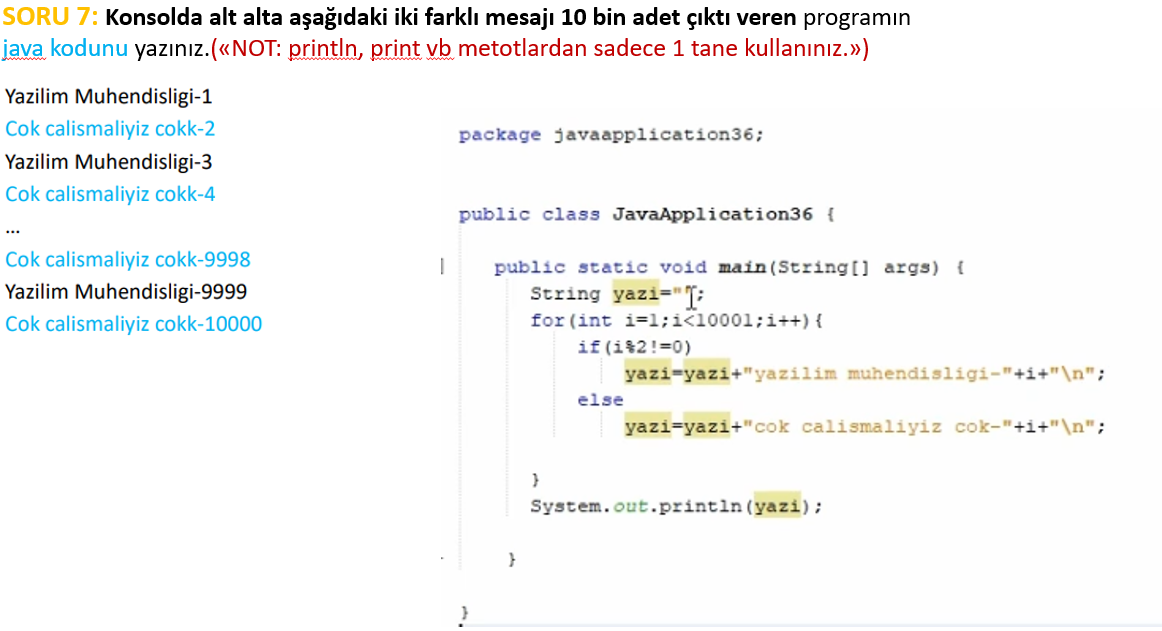 SORU 7: Konsolda alt alta aşağıdaki iki farklı mesajı 10 bin adet çıktı veren programın
java kodunu yazınız.(«NOT: println, print vb metotlardan sadece 1 tane kullanınız.»)
Yazilim Muhendisligi-1
Cok calismaliyiz cokk-2
Yazilim Muhendisligi-3
Cok calismaliyiz cokk-4
...
Cok calismaliyiz cokk-9998
Yazilim Muhendisligi-9999
Cok calismaliyiz cokk-10000
package javaapplication36;
public class JavaApplication36 {
public static void main(String[] args) {
String yazi="";
for(int i=1;i<10001;i++){
if(i%2!=0)
yazi=yazi+"yazilim muhendisligi-"+i+"\n";
else
yazi=yazi+"cok calismaliyiz cok-"+i+"\n";
}
System.out.println(yazi);
}
}